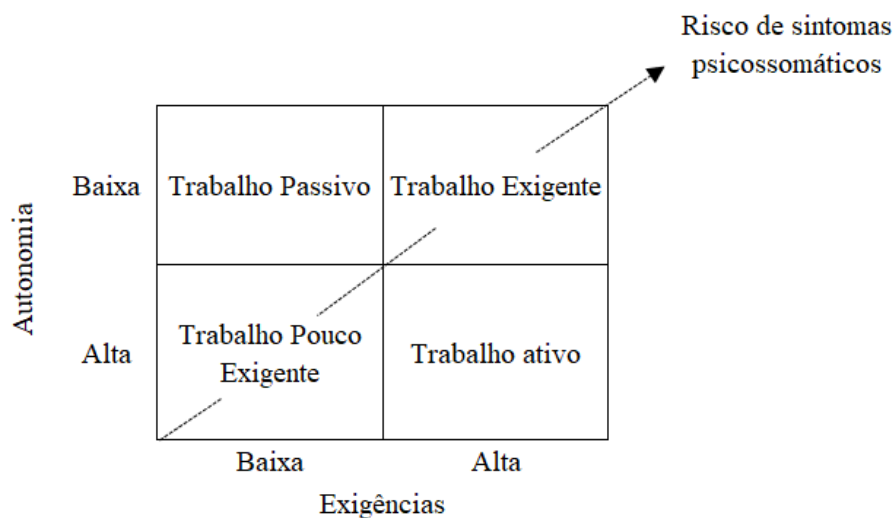 Risco de sintomas
psicossomáticos
Autonomia
Baixa
Trabalho Passivo
Trabalho Exigente
Alta
Trabalho Pouco
Exigente
Trabalho ativo
Baixa
Alta
Exigências